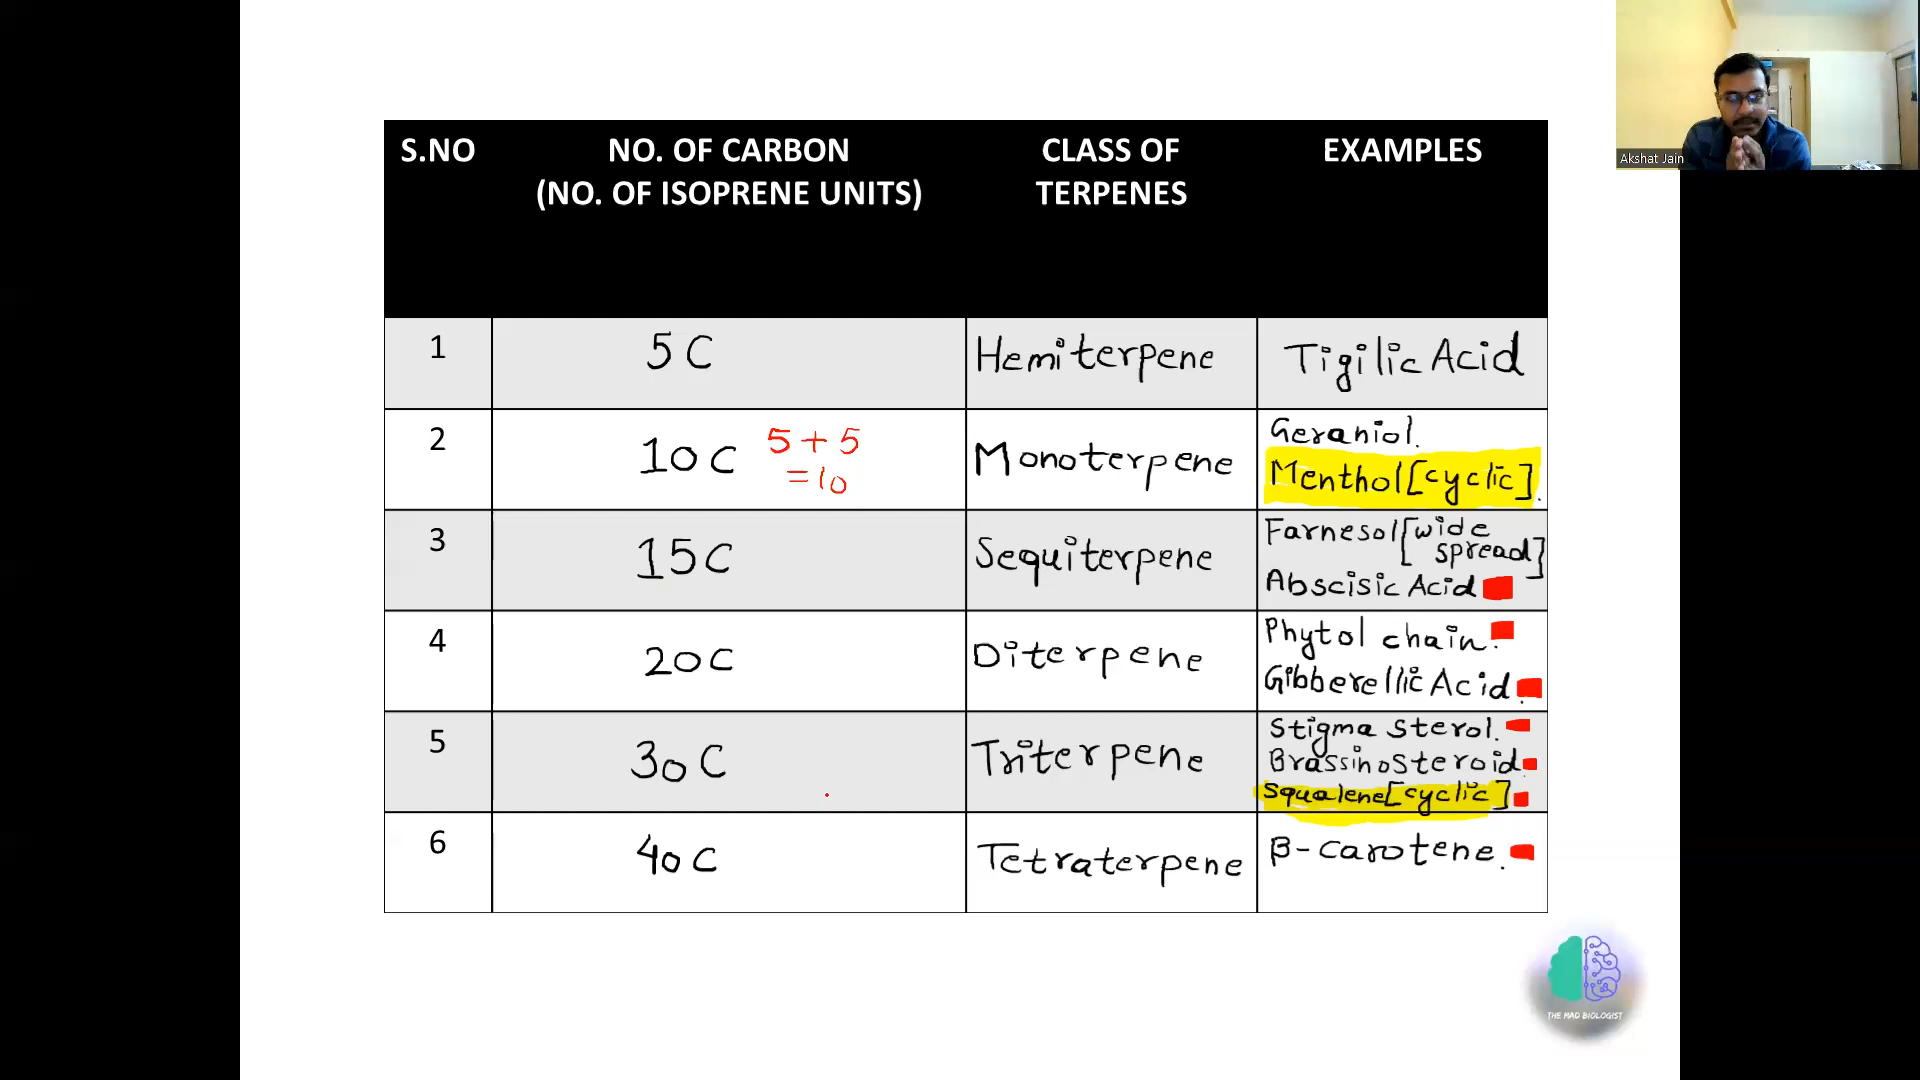 Akshat Jain
S.NO
NO. OF CARBON
(NO. OF ISOPRENE UNITS)
CLASS OF
TERPENES
EXAMPLES
1
5 C
Hemiterpene
Tigilic Acid
2
10 C
5 + 5
= 10
Monoterpene
Geraniol.
Menthol [cyclic].
3
15 C
Sequiterpene
Farnesol [wide
spread]
Abscisic Acid
4
20 C
Diterpene
Phytol chain.
Gibberellic Acid.
5
30 C
Triterpene
Stigma sterol.
Brassinosteroid.
Squalene [cyclic]
6
40 C
Tetraterpene
β-carotene.
THE MAD BIOLOGIST